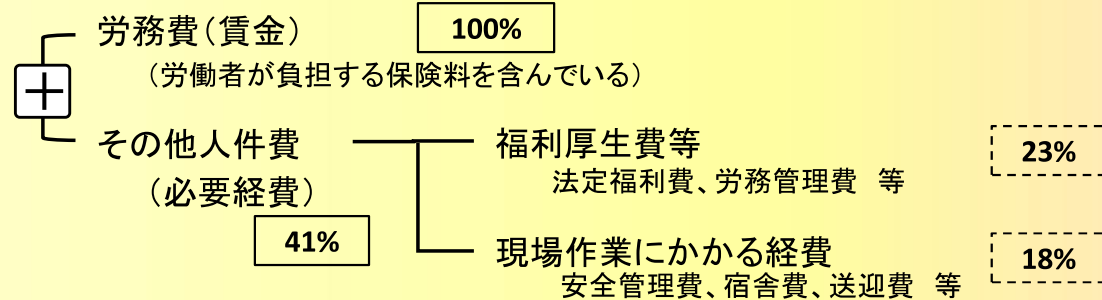 労務費（賃金） 100%
（労働者が負担する保険料を含んでいる）
その他人件費
（必要経費）
41%
福利厚生費等 23%
法定福利費、労務管理費　等
現場作業にかかる経費 18%
安全管理費、宿舎費、送迎費　等